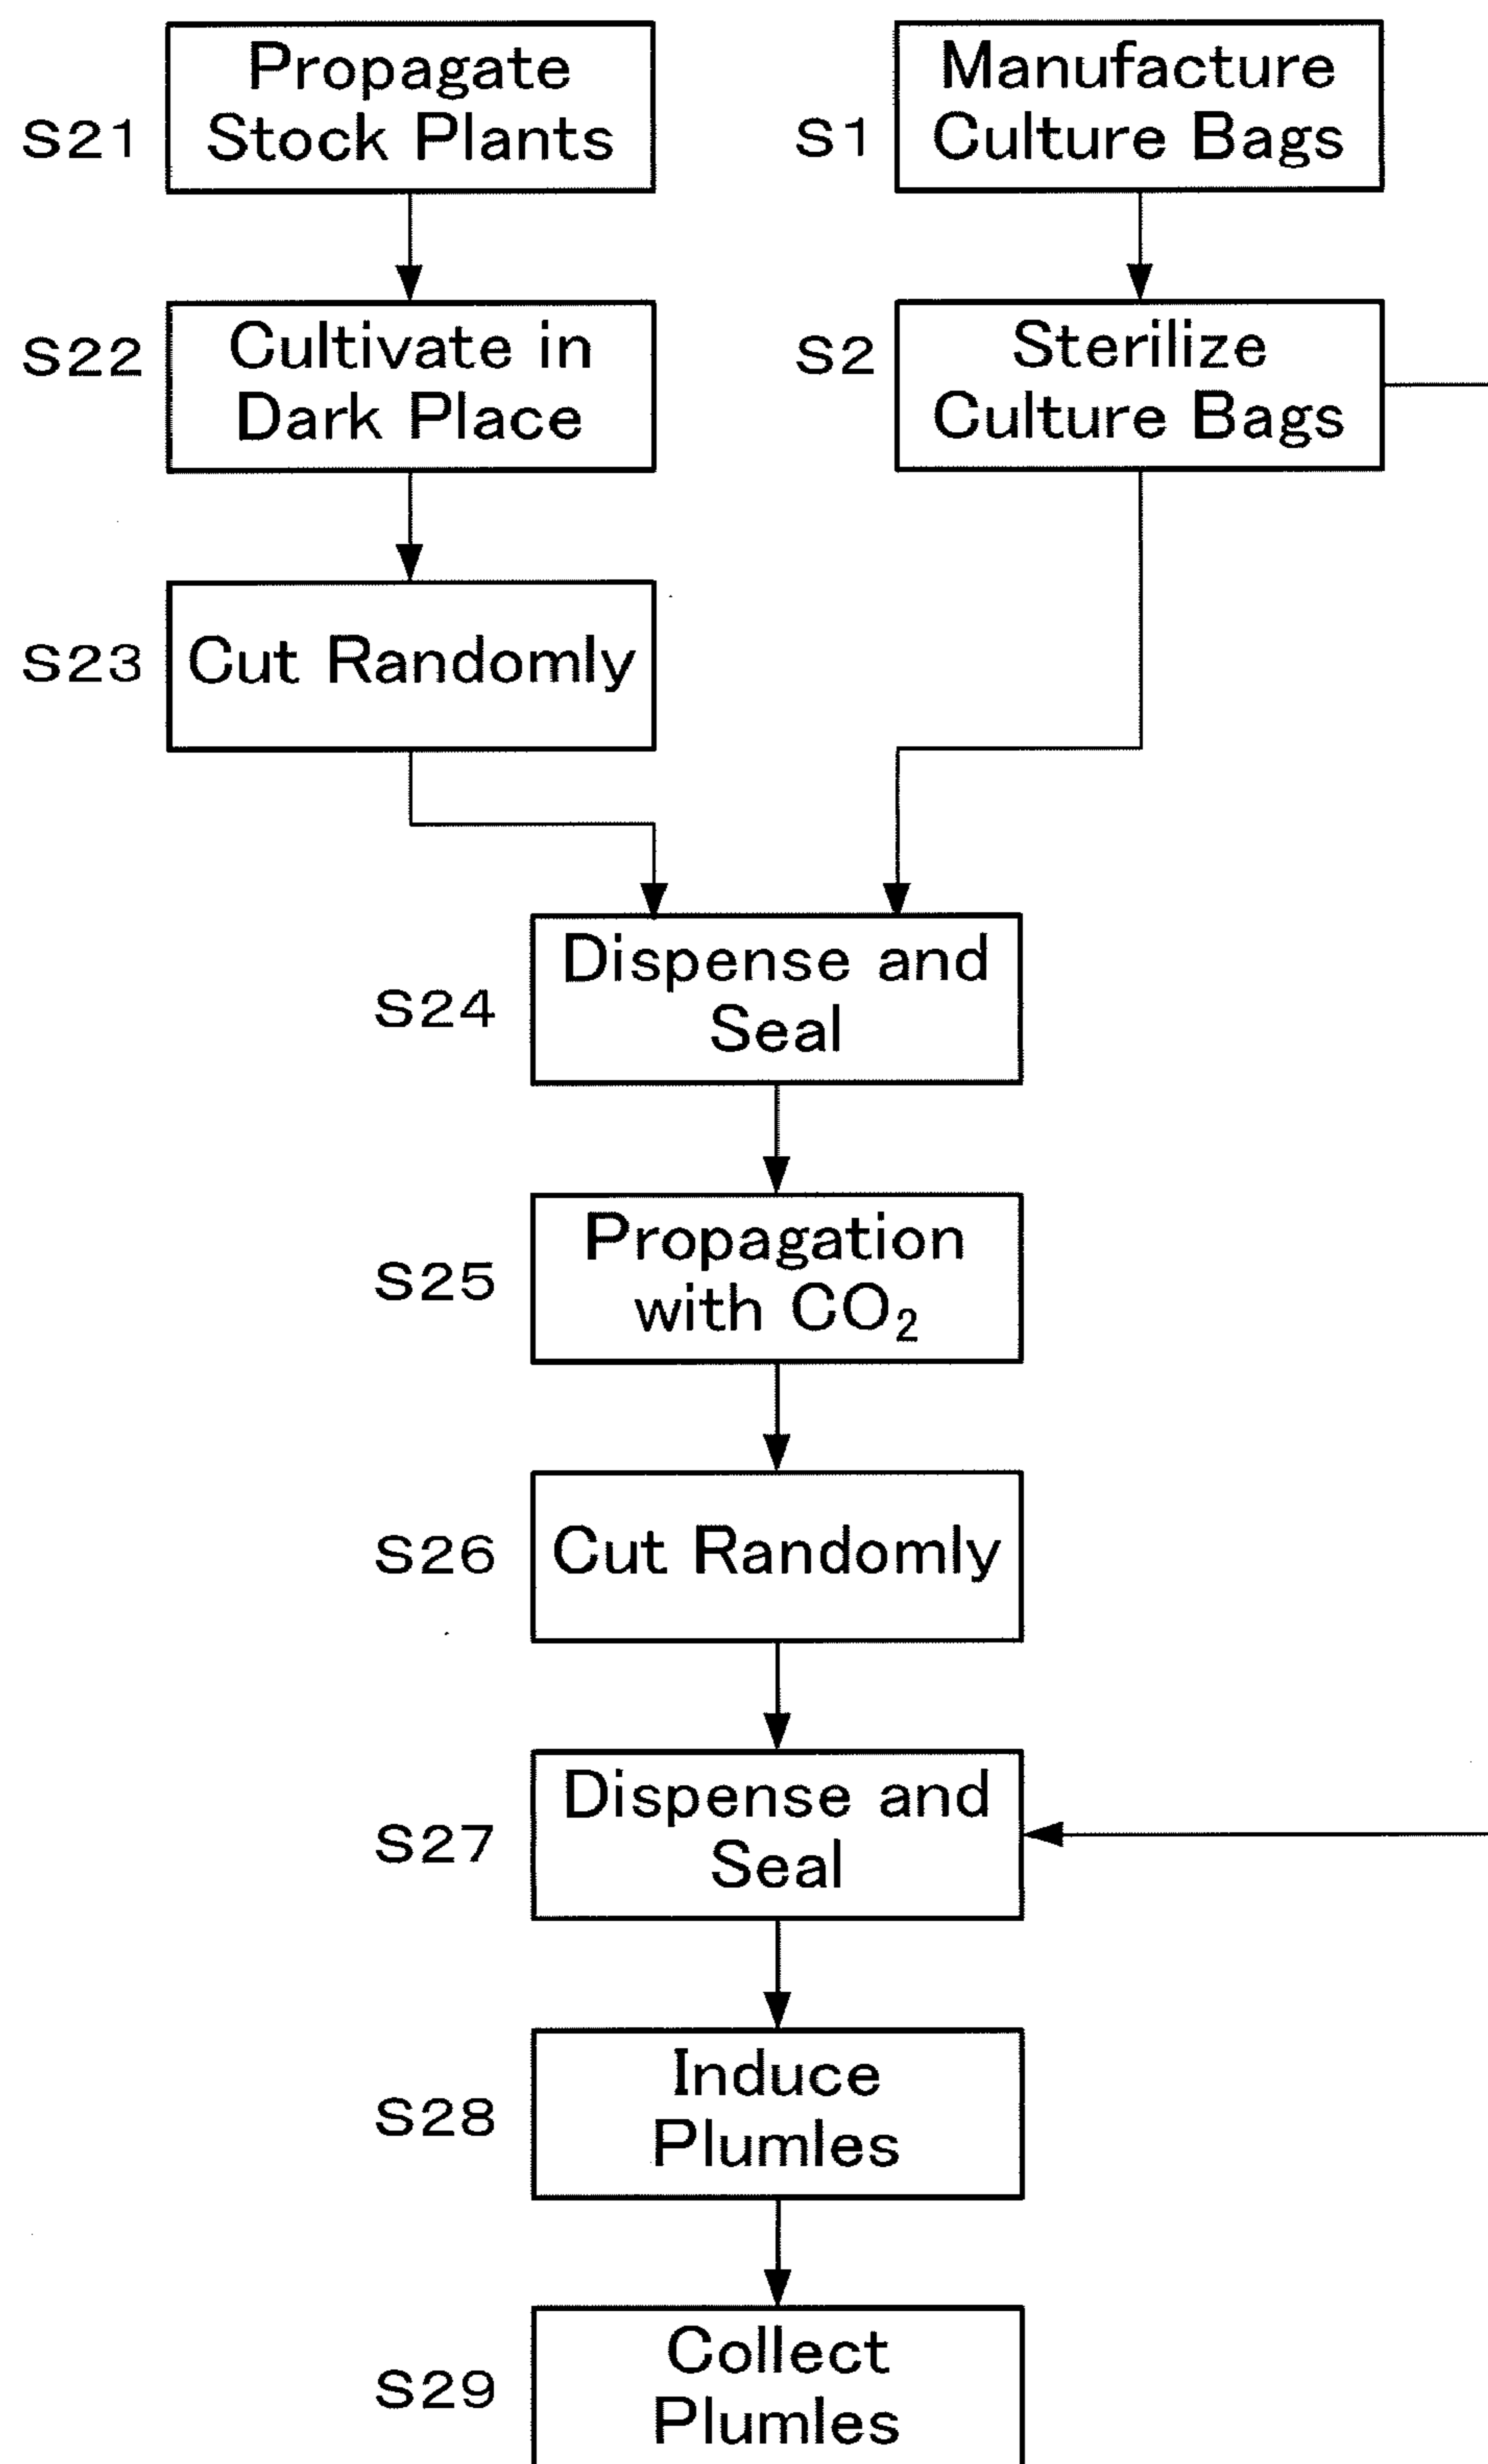 Propagate
Stock Plants
S21
Manufacture
Culture Bags
S1
Cultivate in
Dark Place
S22
Sterilize
Culture Bags
S2
Cut Randomly
S23
Dispense and
Seal
S24
Propagation
with CO₂
S25
Cut Randomly
S26
Dispense and
Seal
S27
Induce
Plumles
S28
Collect
Plumles
S29